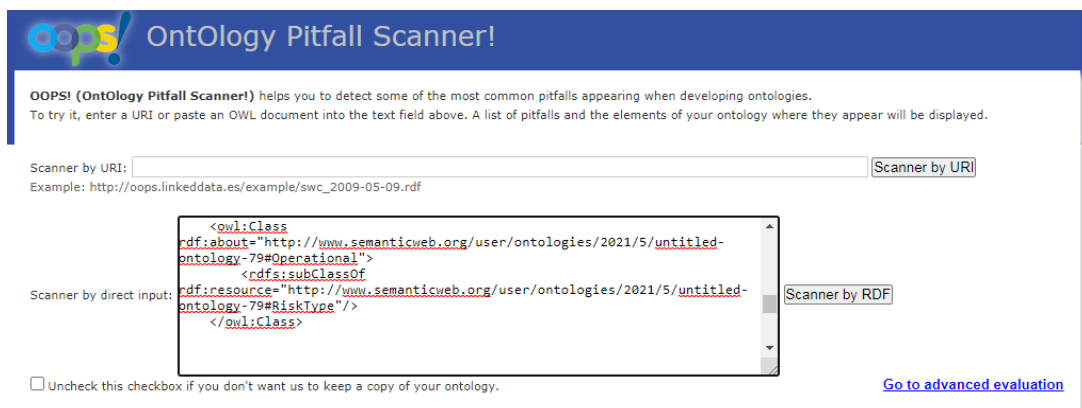 oops! OntOlogy Pitfall Scanner!
OOPS! (OntOlogy Pitfall Scanner!) helps you to detect some of the most common pitfalls appearing when developing ontologies.
To try it, enter a URI or paste an OWL document into the text field above. A list of pitfalls and the elements of your ontology where they appear will be displayed.
Scanner by URI: Scanner by URI
Example: http://oops.linkeddata.es/example/swc_2009-05-09.rdf
<owl:Class
rdf:about="http://www.semanticweb.org/user/ontologies/2021/5/untitled-
ontology-79#Operational">
<rdfs:subClassOf
Scanner by direct input: rdf:resource="http://www.semanticweb.org/user/ontologies/2021/5/untitled- Scanner by RDF
ontology-79#RiskType"/>
</owl:Class>
Uncheck this checkbox if you don't want us to keep a copy of your ontology. Go to advanced evaluation